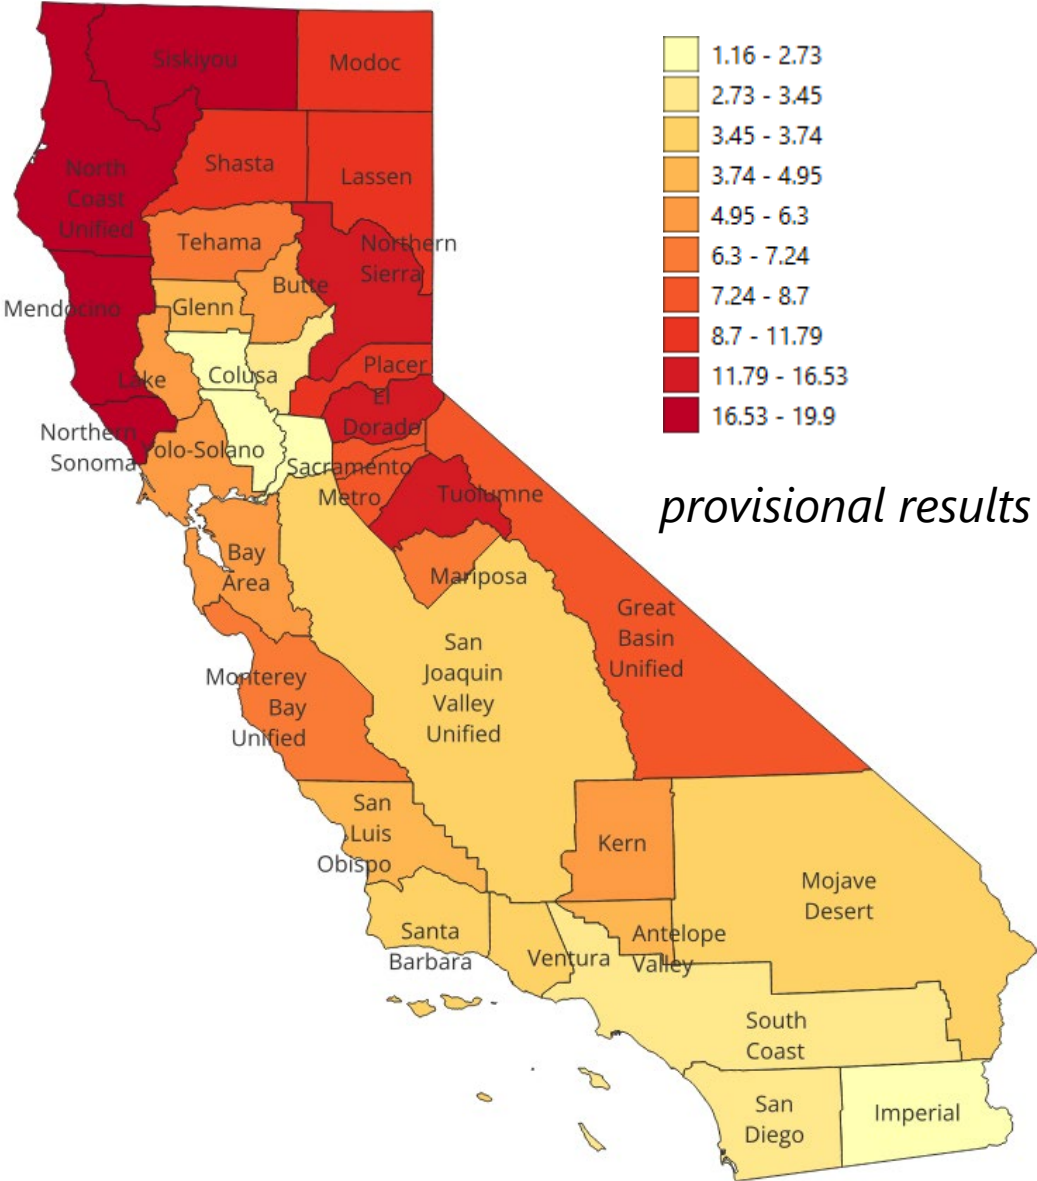 Siskiyou
Modoc
North
Coast
Unified
Shasta
Lassen
Tehama
Northern
Sierra
Butte
Mendocino
Glenn
Lake
Colusa
Placer
El
Dorado
Northern
Sonoma
Yolo-Solano
Sacramento
Metro
Tuolumne
Bay
Area
Mariposa
Great
Basin
Unified
San
Joaquin
Valley
Unified
Monterey
Bay
Unified
San
Luis
Obispo
Kern
Mojave
Desert
Santa
Barbara
Ventura
Antelope
Valley
South
Coast
San
Diego
Imperial
1.16 - 2.73
2.73 - 3.45
3.45 - 3.74
3.74 - 4.95
4.95 - 6.3
6.3 - 7.24
7.24 - 8.7
8.7 - 11.79
11.79 - 16.53
16.53 - 19.9
provisional results